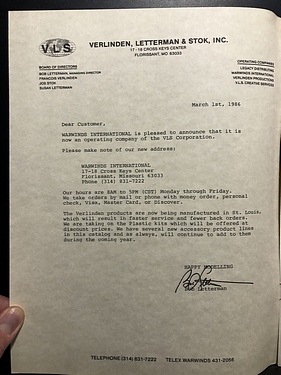 VLS
VERLINDEN, LETTERMAN & STOK, INC.
17-18 CROSS KEYS CENTER
FLORISSANT, MO 63033
BOARD OF DIRECTORS
BOB LETTERMAN, MANAGING DIRECTOR
FRANCOIS VERLINDEN
JOS STOK
SUSAN LETTERMAN
OPERATING COMPANIES
LEGACY DISTRIBUTING
WARWINDS INTERNATIONAL
VERLINDEN PRODUCTIONS
V.L.S CREATIVE SERVICES
March 1st, 1986
Dear Customer,
WARWINDS INTERNATIONAL is pleased to announce that it is
now an operating company of the VLS Corporation.
Please make note of our new address:
WARWINDS INTERNATIONAL
17-18 Cross Keys Center
Florissant, Missouri 63033
Phone (314) 831-7222
Our hours are 8AM to 5PM (CST) Monday through Friday.
We take orders by mail or phone with money order, personal
check, Visa, Master Card, or Discover.
The Verlinden products are now being manufactured in St. Louis,
which will result in faster service and fewer back orders.
We are taking on the Plastic kits which will be offered at
discount prices. We have several new accessory product lines
in this catalog and as always, will continue to add to them
during the coming year.
HAPPY MODELLING
Bob Letterman
TELEPHONE (314) 831-7222 TELEX WARWINDS 431-2066